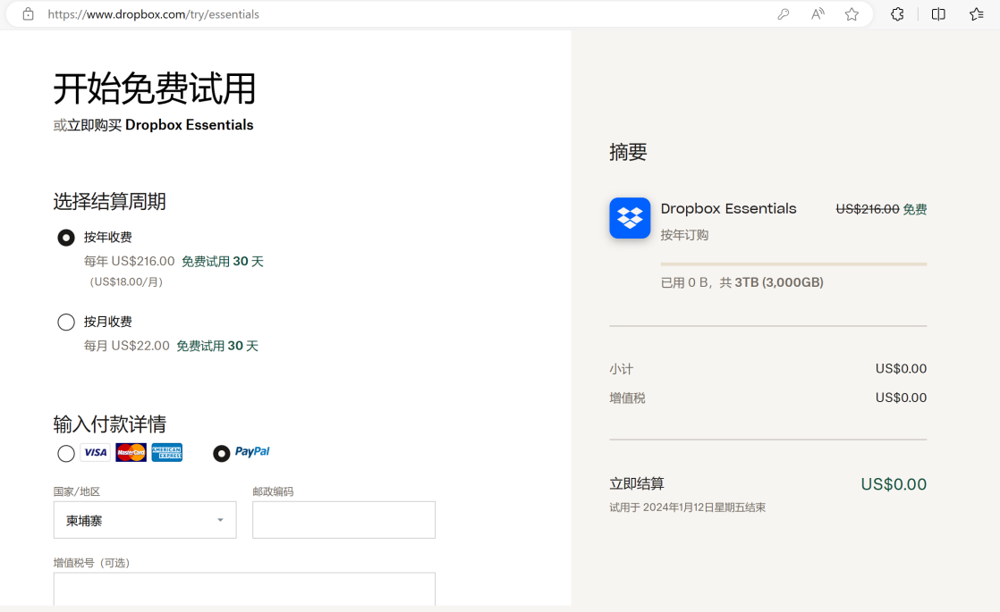 https://www.dropbox.com/try/essentials
开始免费试用
或立即购买 Dropbox Essentials
选择结算周期
按年收费
每年 US$216.00 免费试用 30 天
（US$18.00/月）
按月收费
每月 US$22.00 免费试用 30 天
输入付款详情
VISA MasterCard AMERICAN EXPRESS PayPal
国家/地区 邮政编码
柬埔寨
增值税号（可选）
摘要
Dropbox Essentials US$216.00 免费
按年订购
已用 0 B，共 3TB (3,000GB)
小计 US$0.00
增值税 US$0.00
立即结算 US$0.00
试用于 2024年1月12日星期五结束